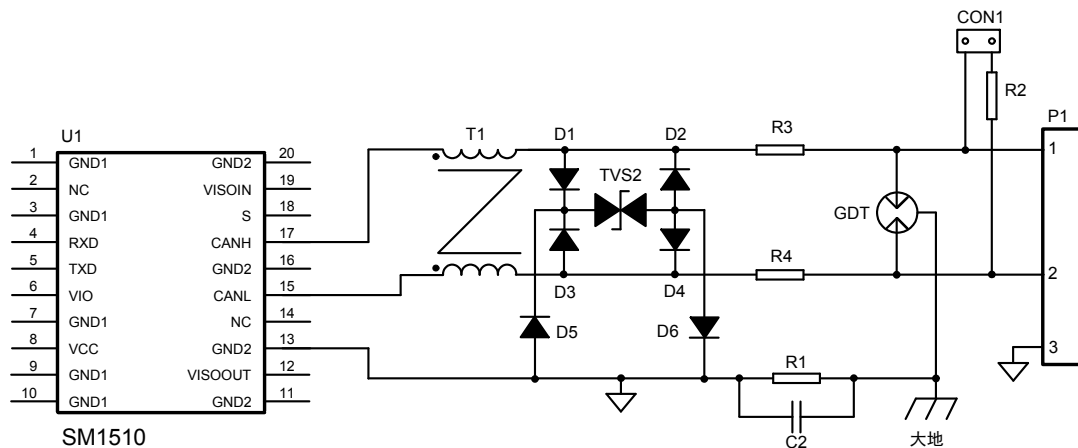 CON1
R2
P1
U1
T1
D1
D2
R3
1
GND1
GND2
20
2
NC
VISOIN
19
TVS2
3
GND1
S
18
GDT
4
RXD
CANH
17
5
TXD
GND2
16
R4
2
6
VIO
CANL
15
D3
D4
7
GND1
NC
14
D5
D6
8
VCC
GND2
13
3
9
GND1
VISOOUT
12
R1
10
GND1
GND2
11
C2
大地
SM1510
1